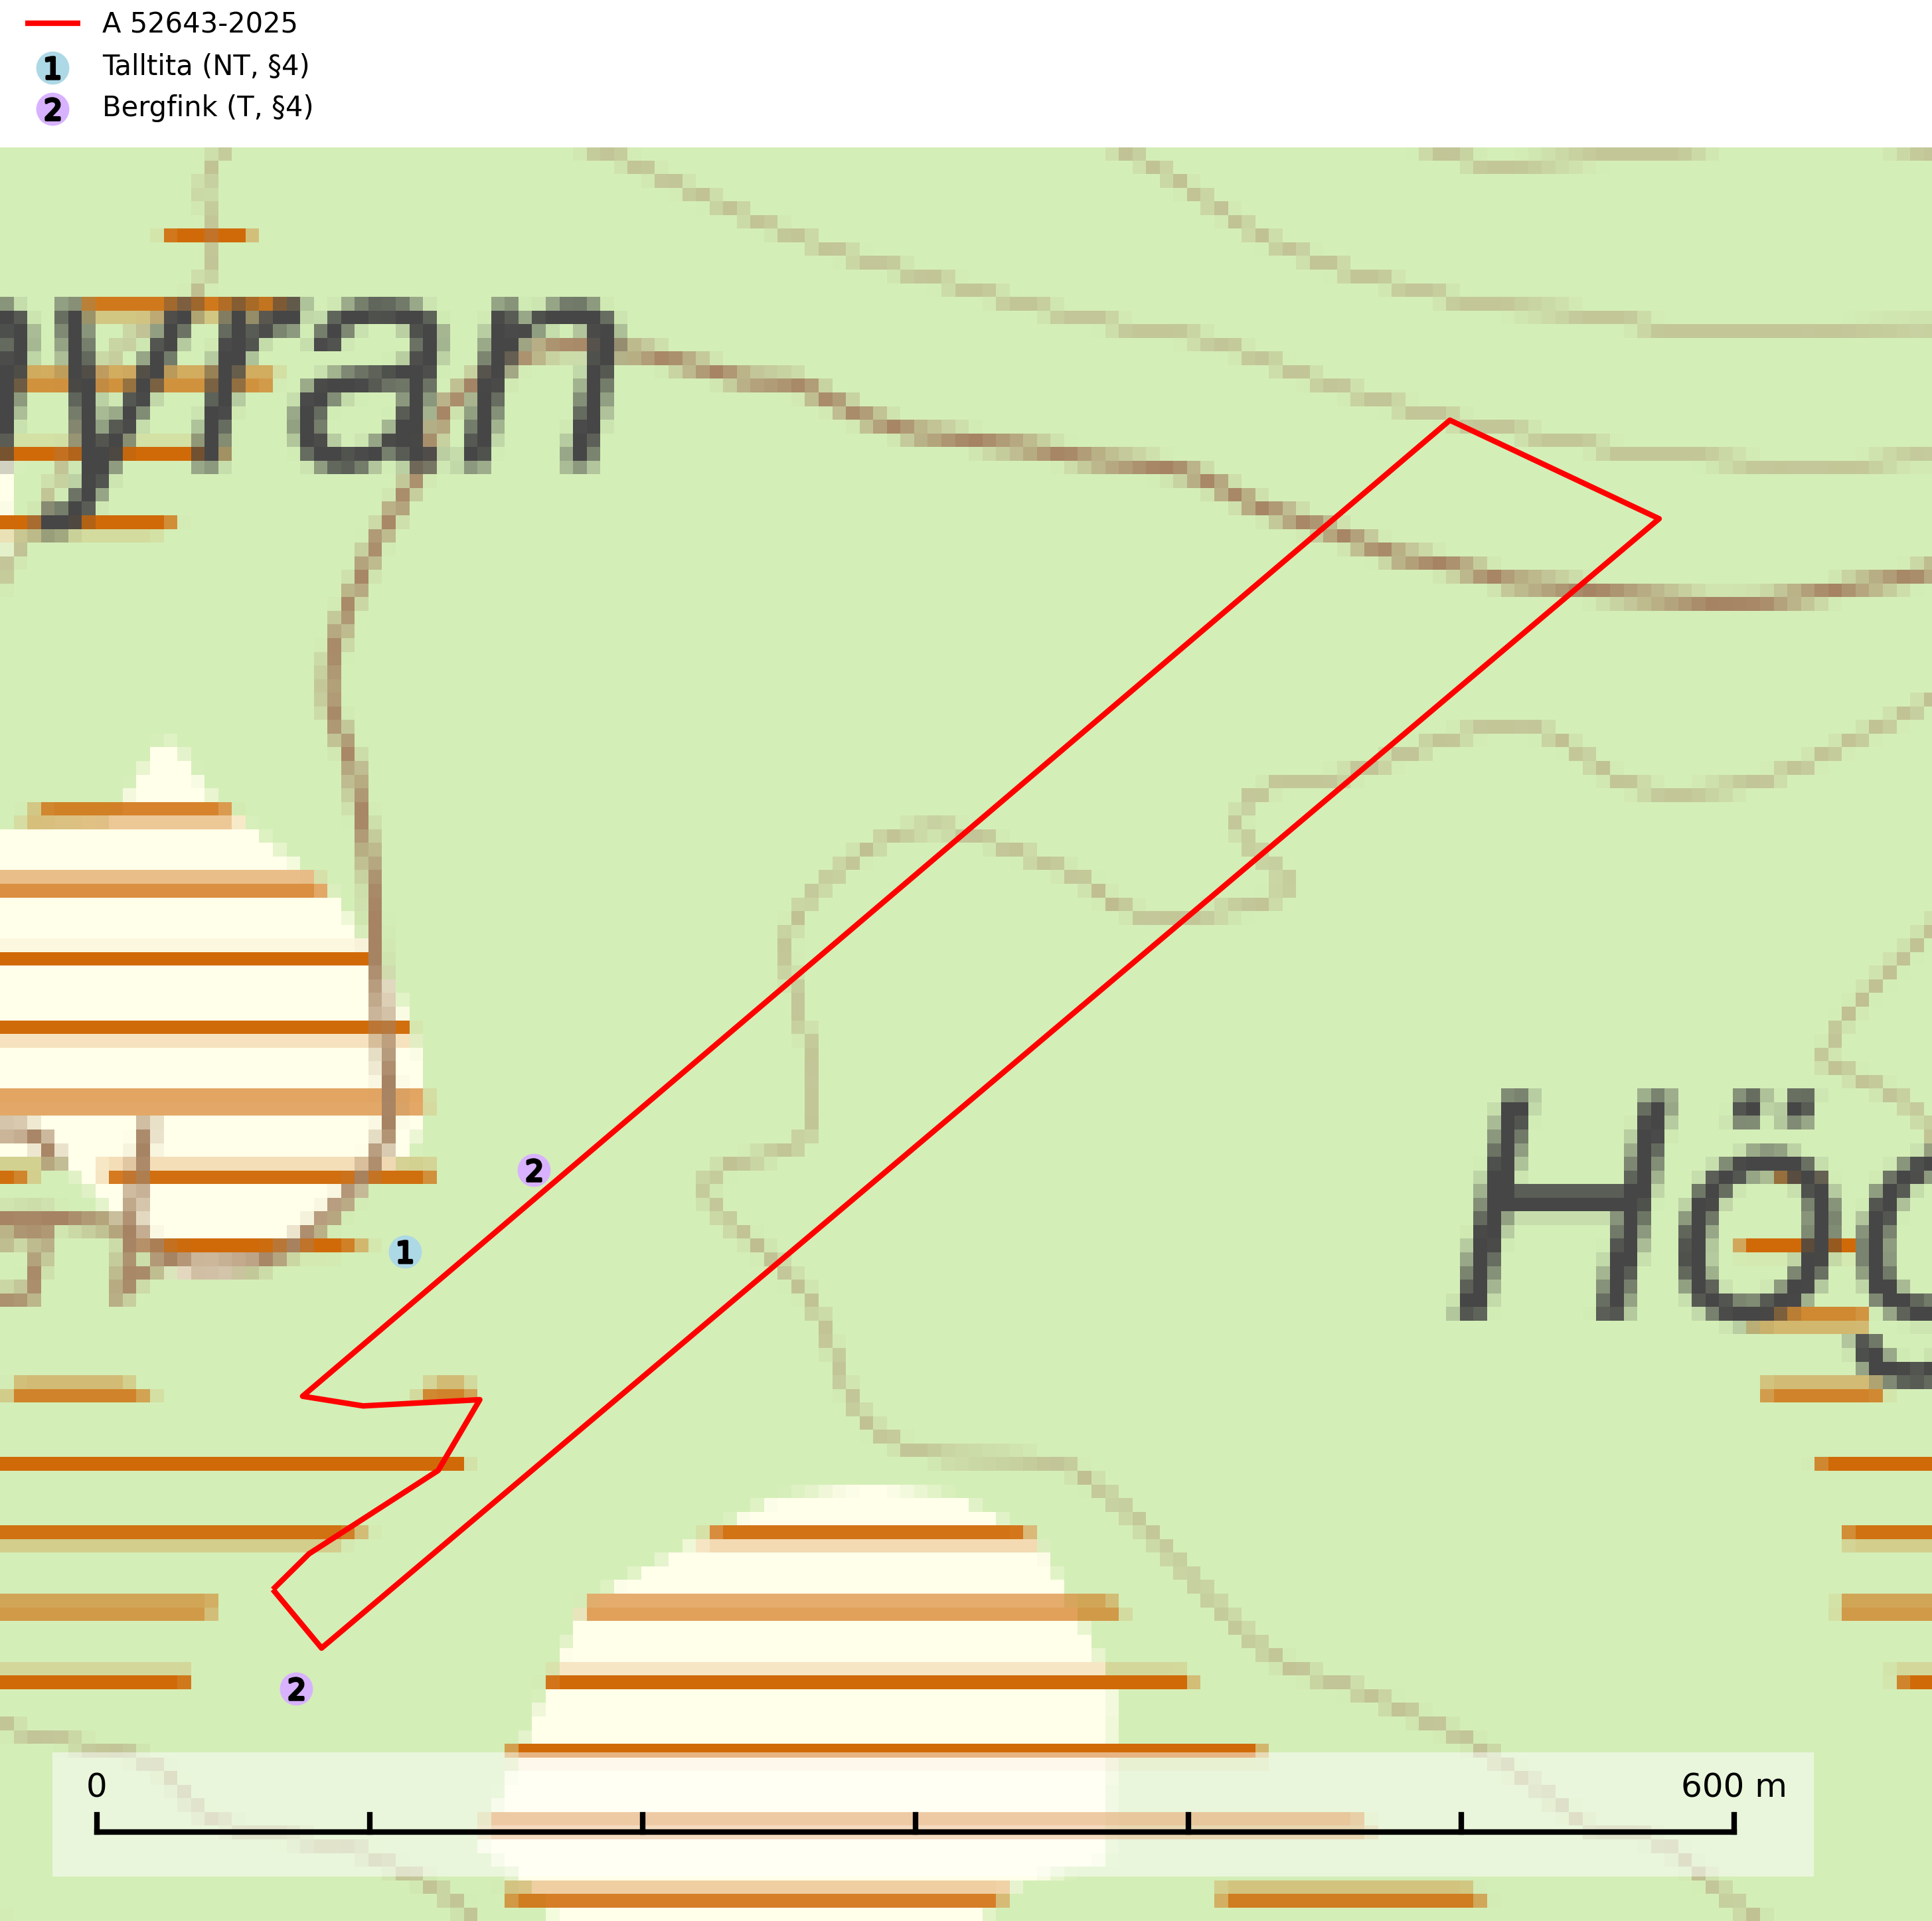 A 52643-2025
1 Talltita (NT, §4)
2 Bergfink (T, §4)
2
1
2
0 600 m